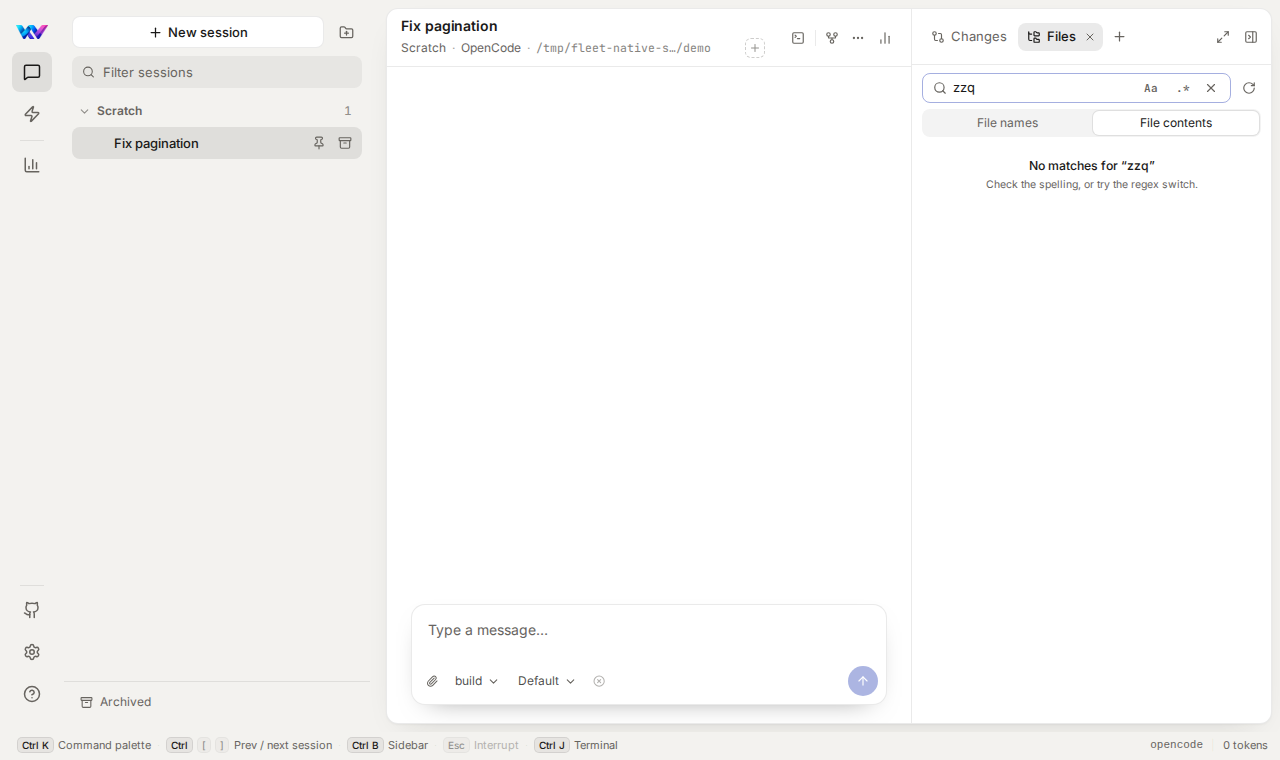 New session
Filter sessions
Scratch 1
Fix pagination
Archived
Fix pagination
Scratch · OpenCode · /tmp/fleet-native-s…/demo
Type a message...
build Default
Changes Files
zzq Aa .*
File names File contents
No matches for “zzq”
Check the spelling, or try the regex switch.
Ctrl K Command palette Ctrl [ ] Prev / next session Ctrl B Sidebar Esc Interrupt Ctrl J Terminal opencode 0 tokens